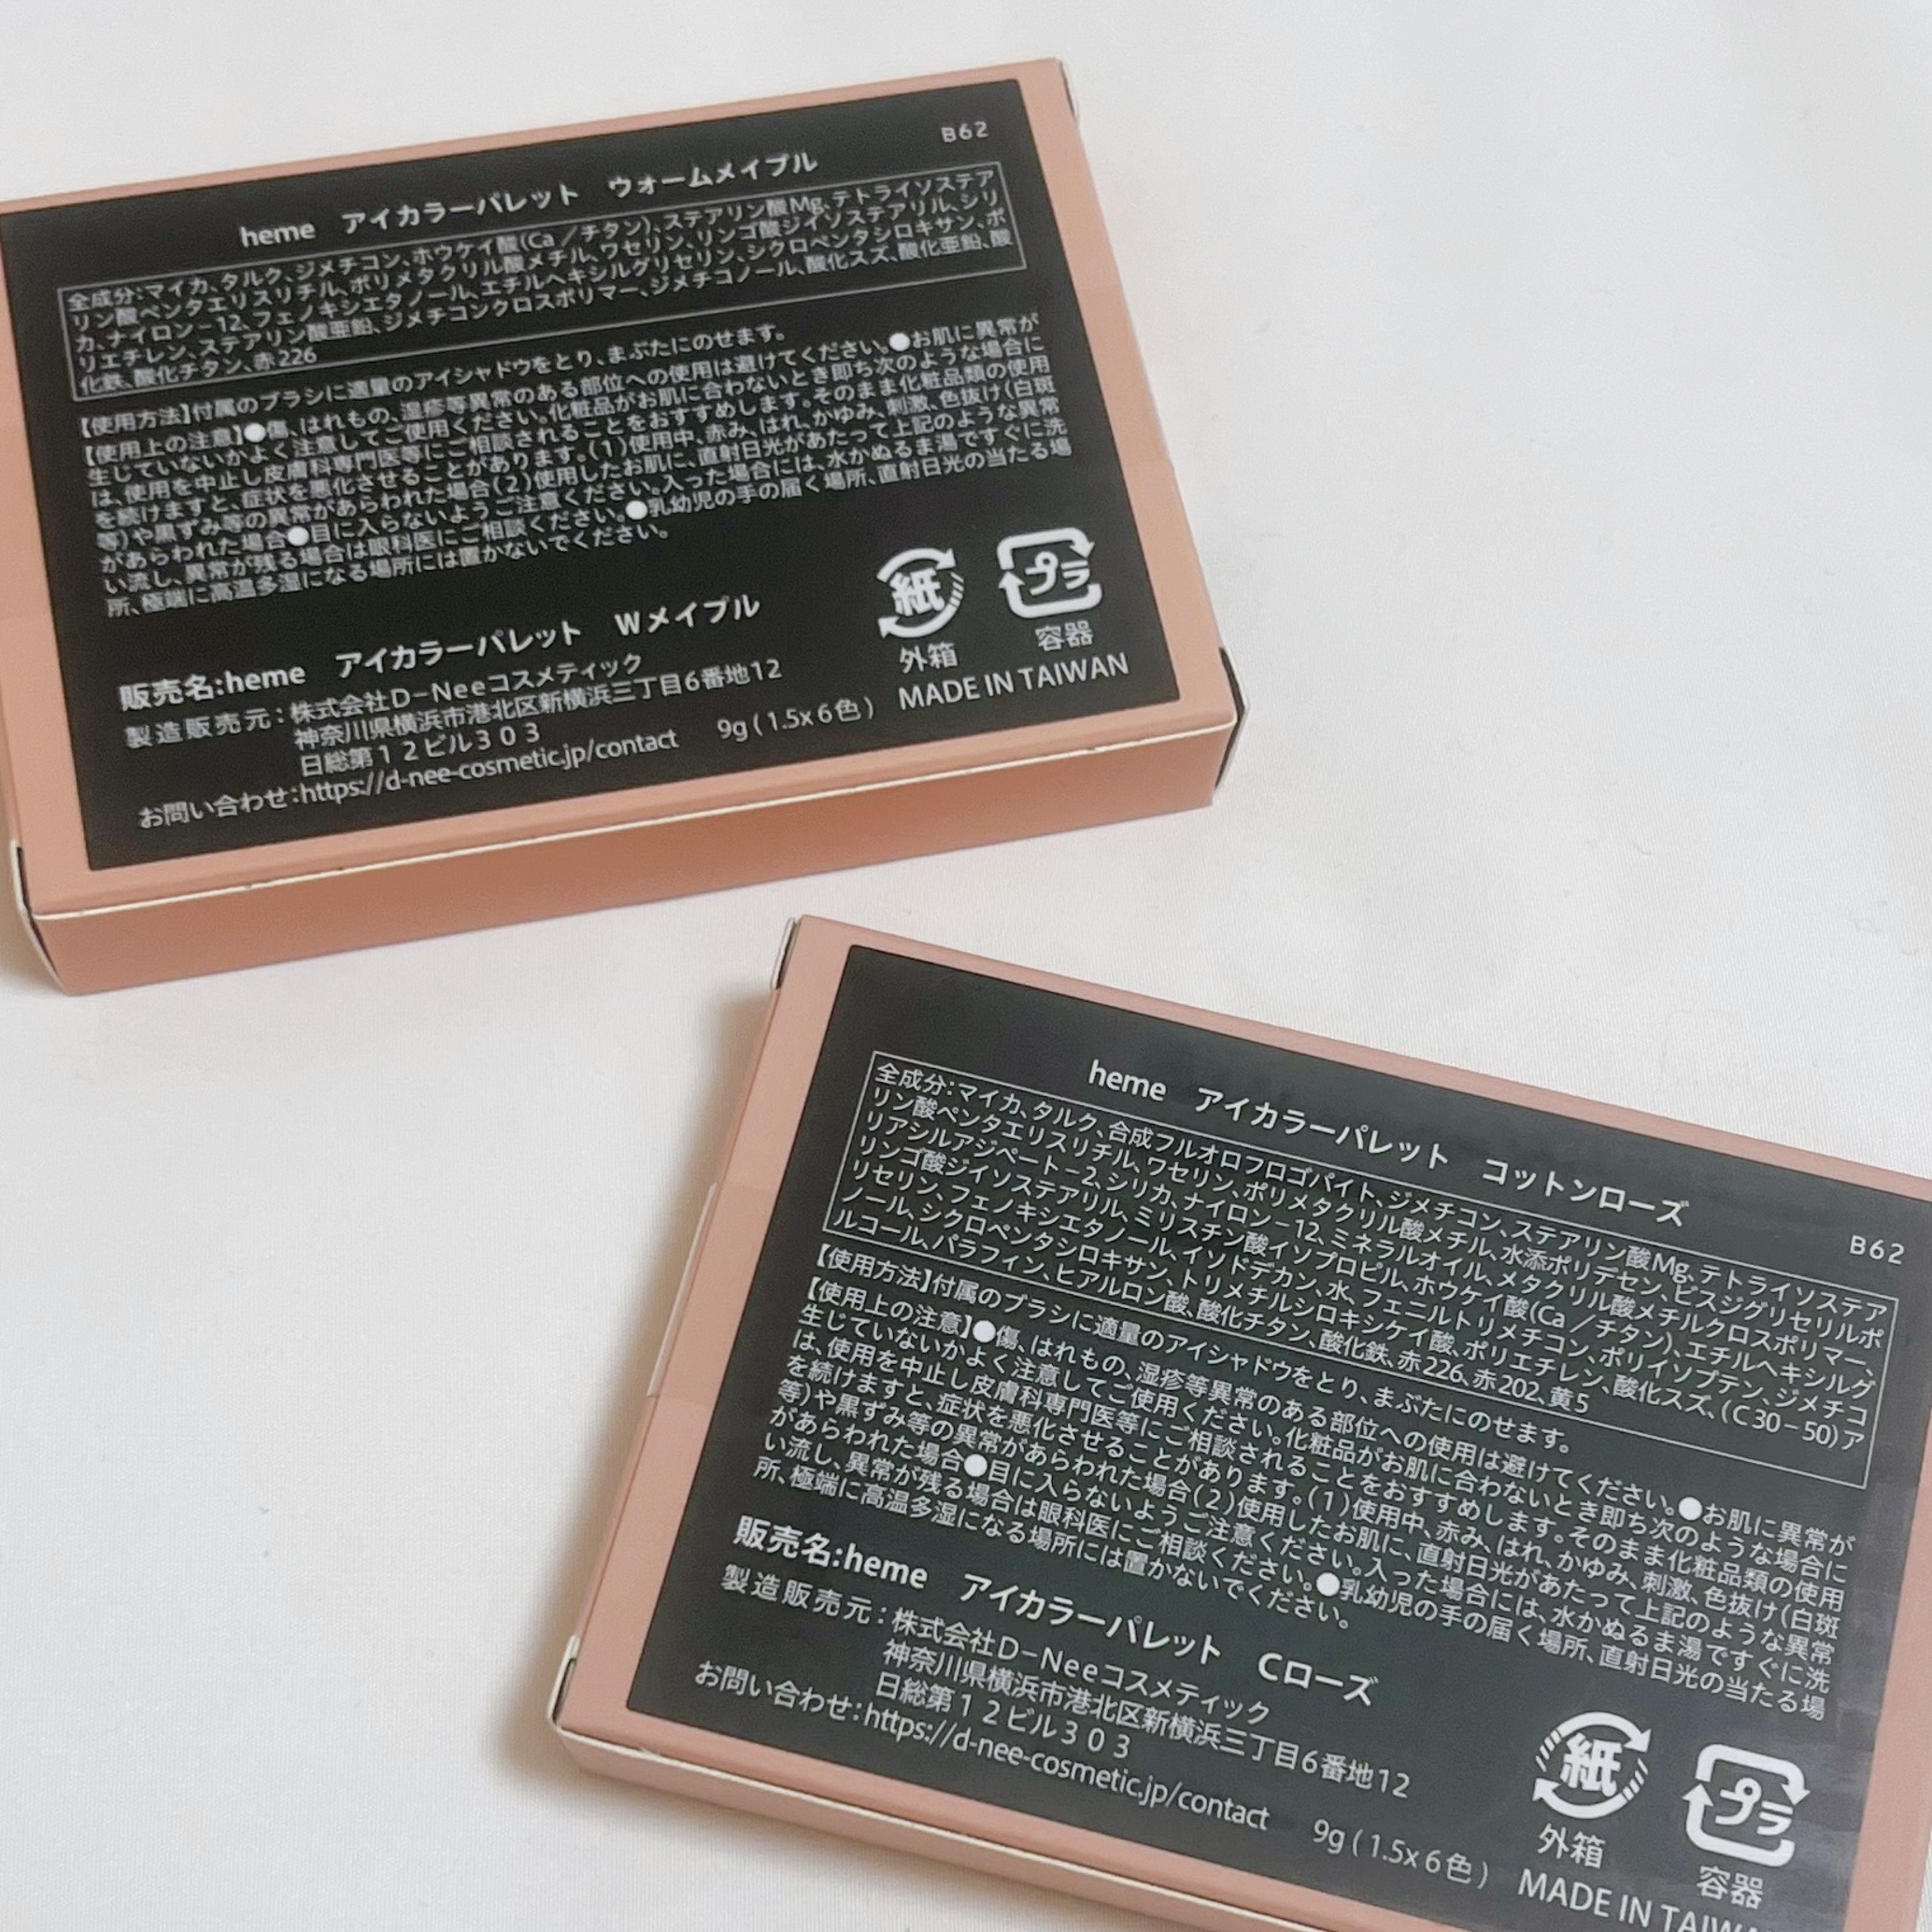 B62
heme アイカラーパレット ウォームメイプル
全成分:マイカ、タルク、ジメチコン、ホウケイ酸(Ca／チタン)、ステアリン酸Mg、テトライソステア
リン酸ペンタエリスリチル、ポリメタクリル酸メチル、ワセリン、リンゴ酸ジイソステアリル、シリ
カ、ナイロン−12、フェノキシエタノール、エチルヘキシルグリセリン、シクロペンタシロキサン、ポ
リエチレン、ステアリン酸亜鉛、ジメチコンクロスポリマー、ジメチコノール、酸化スズ、酸化亜鉛、酸
化鉄、酸化チタン、赤226
【使用方法】付属のブラシに適量のアイシャドウをとり、まぶたにのせます。
【使用上の注意】●傷、はれもの、湿疹等異常のある部位への使用は避けてください。●お肌に異常が
生じていないかよく注意してご使用ください。化粧品がお肌に合わないとき即ち次のような場合に
は、使用を中止し皮膚科専門医等にご相談されることをおすすめします。そのまま化粧品類の使用
を続けますと、症状を悪化させることがあります。(1)使用中、赤み、はれ、かゆみ、刺激、色抜け(白斑
等)や黒ずみ等の異常があらわれた場合(2)使用したお肌に、直射日光があたって上記のような異常
があらわれた場合●目に入らないようご注意ください。入った場合には、水かぬるま湯ですぐに洗
い流し、異常が残る場合は眼科医にご相談ください。●乳幼児の手の届く場所、直射日光の当たる場
所、極端に高温多湿になる場所には置かないでください。
販売名:heme アイカラーパレット Wメイプル
製造販売元:株式会社D−Neeコスメティック
神奈川県横浜市港北区新横浜三丁目6番地12
日総第12ビル303
お問い合わせ:https://d-nee-cosmetic.jp/contact
9g(1.5x6色)
紙
外箱
プラ
容器
MADE IN TAIWAN
heme アイカラーパレット コットンローズ
B62
全成分:マイカ、タルク、合成フルオロフロゴパイト、ジメチコン、ステアリン酸Mg、テトライソステア
リン酸ペンタエリスリチル、ワセリン、ポリメタクリル酸メチル、水添ポリデセン、ビスジグリセリルポ
リアシルアジペート−2、シリカ、ナイロン−12、ミネラルオイル、メタクリル酸メチルクロスポリマー、
リンゴ酸ジイソステアリル、ミリスチン酸イソプロピル、ホウケイ酸(Ca／チタン)、エチルヘキシルグ
リセリン、フェノキシエタノール、イソドデカン、水、フェニルトリメチコン、ポリイソブテン、ジメチコ
ノール、シクロペンタシロキサン、トリメチルシロキシケイ酸、ポリエチレン、酸化スズ、(C30−50)ア
ルコール、パラフィン、ヒアルロン酸、酸化チタン、酸化鉄、赤226、赤202、黄5
【使用方法】付属のブラシに適量のアイシャドウをとり、まぶたにのせます。
【使用上の注意】●傷、はれもの、湿疹等異常のある部位への使用は避けてください。●お肌に異常が
生じていないかよく注意してご使用ください。化粧品がお肌に合わないとき即ち次のような場合に
は、使用を中止し皮膚科専門医等にご相談されることをおすすめします。そのまま化粧品類の使用
を続けますと、症状を悪化させることがあります。(1)使用中、赤み、はれ、かゆみ、刺激、色抜け(白斑
等)や黒ずみ等の異常があらわれた場合(2)使用したお肌に、直射日光があたって上記のような異常
があらわれた場合●目に入らないようご注意ください。入った場合には、水かぬるま湯ですぐに洗
い流し、異常が残る場合は眼科医にご相談ください。●乳幼児の手の届く場所、直射日光の当たる場
所、極端に高温多湿になる場所には置かないでください。
販売名:heme アイカラーパレット Cローズ
製造販売元:株式会社D−Neeコスメティック
神奈川県横浜市港北区新横浜三丁目6番地12
日総第12ビル303
お問い合わせ:https://d-nee-cosmetic.jp/contact
9g(1.5x6色)
紙
外箱
プラ
容器
MADE IN TAIW